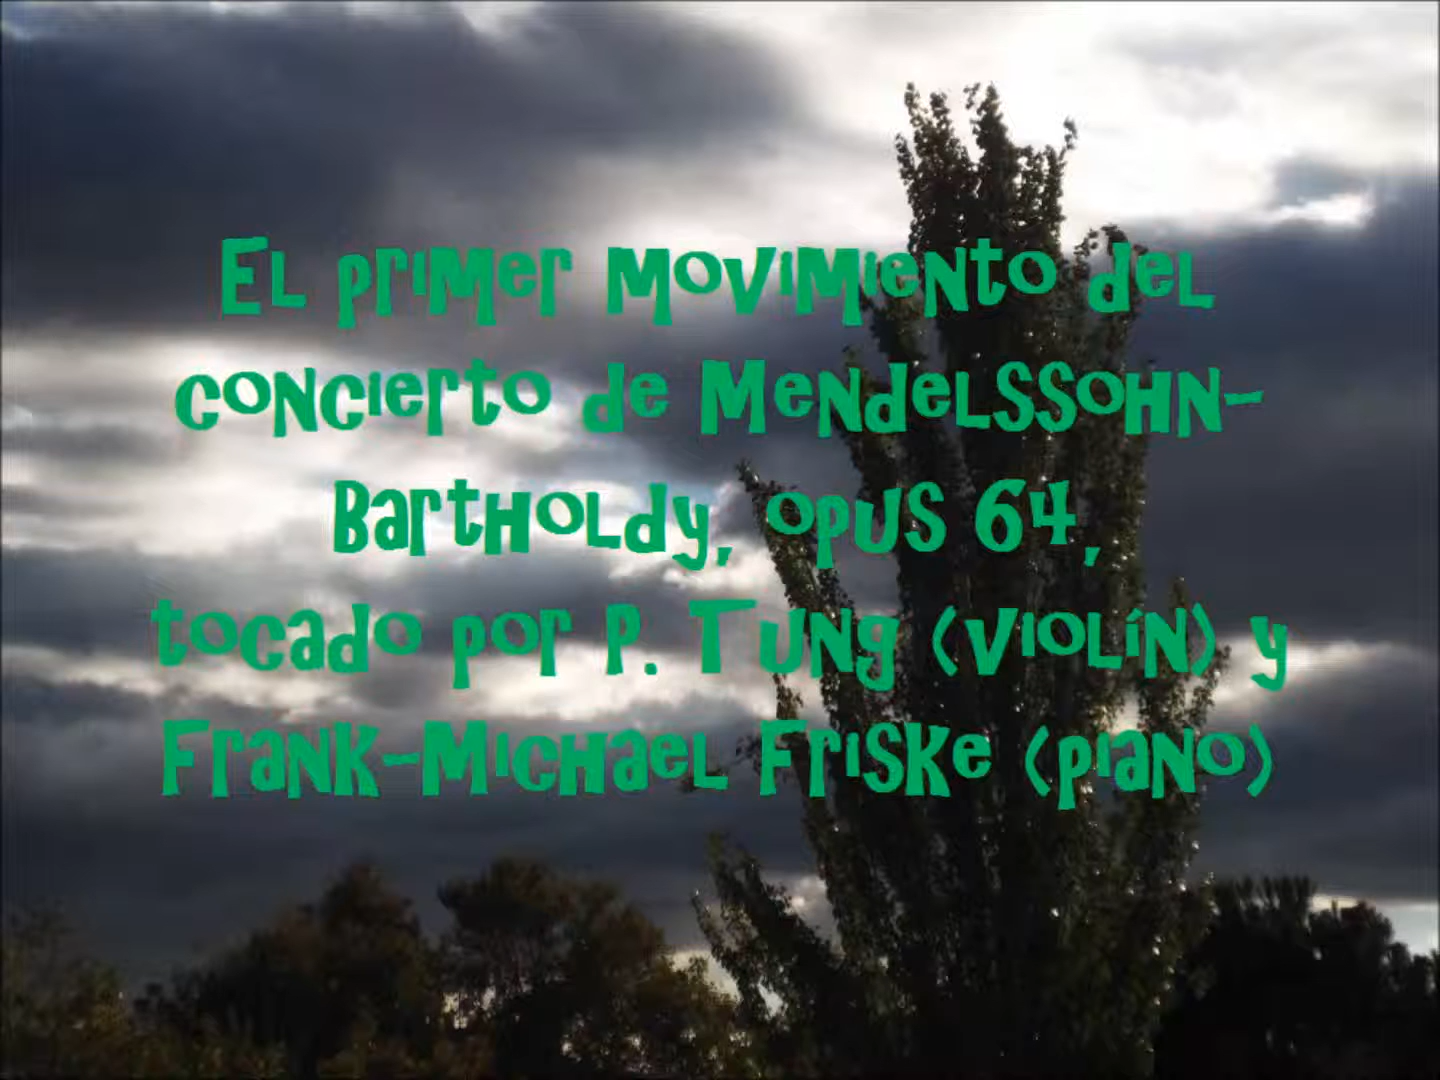 El primer movimiento del
concierto de Mendelssohn-
Bartholdy, opus 64,
tocado por P. Tung (violín) y
Frank-Michael Friske (piano)